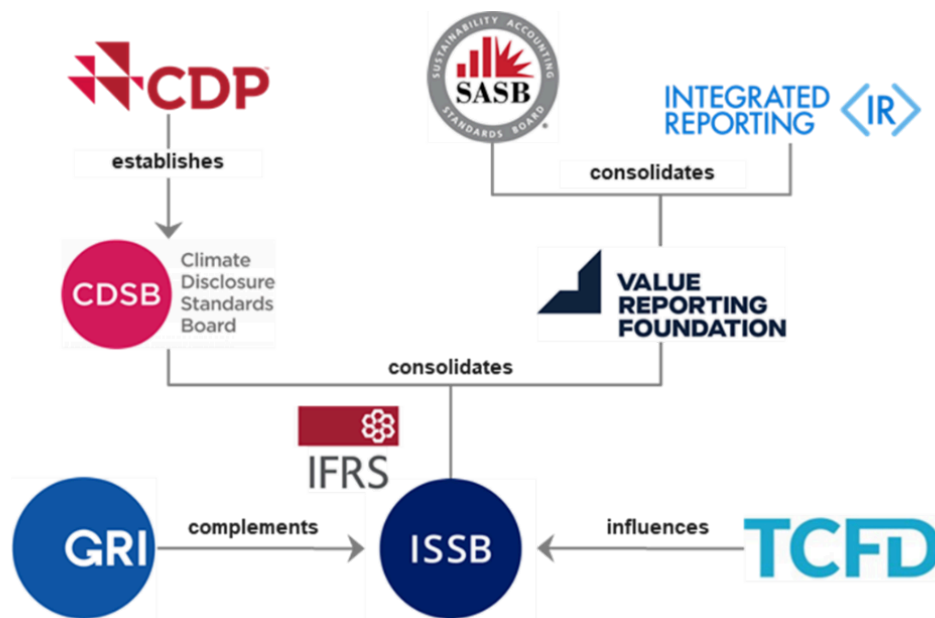 CDP
SUSTAINABILITY ACCOUNTING
SASB
STANDARDS BOARD
®
INTEGRATED
REPORTING
<IR>
establishes
consolidates
CDSB
Climate
Disclosure
Standards
Board
VALUE
REPORTING
FOUNDATION
consolidates
IFRS
GRI
complements
ISSB
influences
TCFD